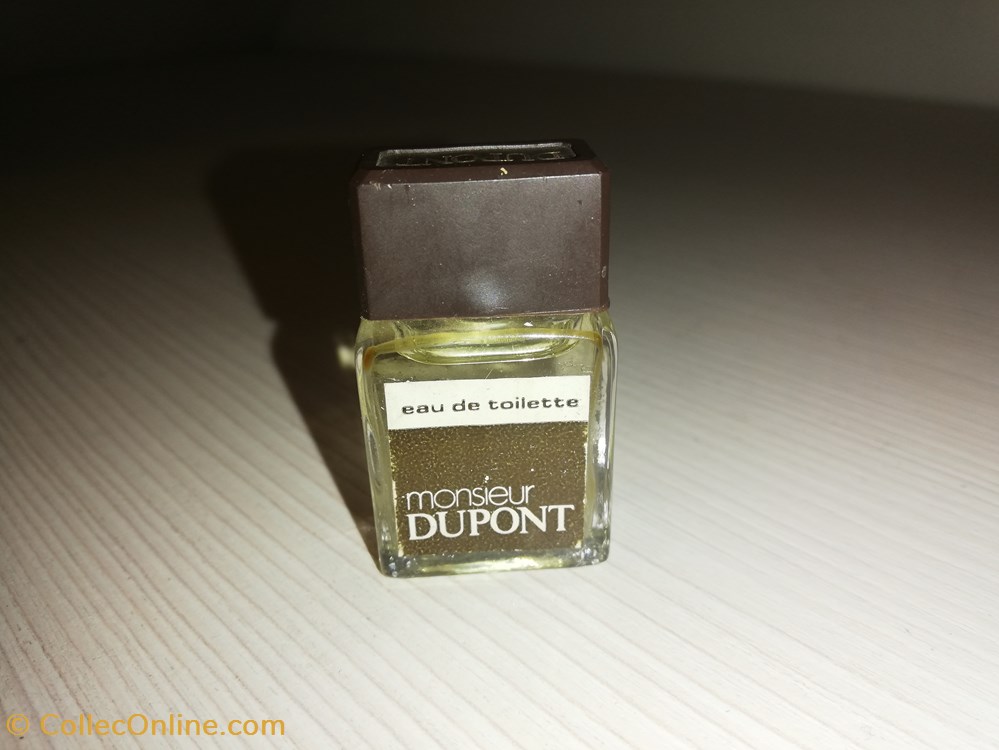 eau de toilette
monsieur
DUPONT
© CollecOnline.com